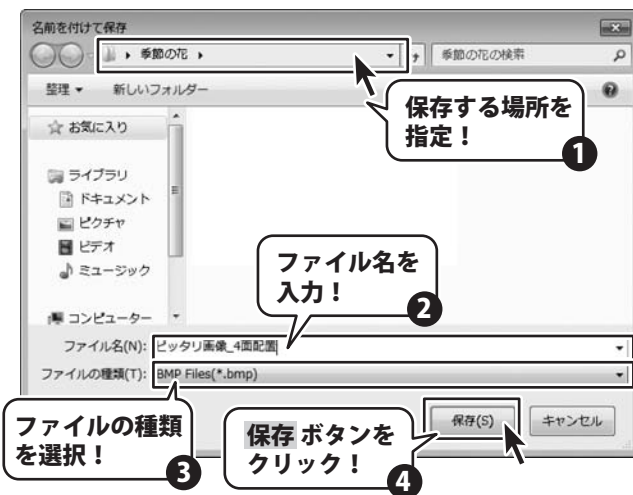 名前を付けて保存
季節の花
季節の花の検索
整理 新しいフォルダー
保存する場所を
指定！
1
お気に入り
ライブラリ
ドキュメント
ピクチャ
ビデオ
ミュージック
コンピューター
ファイル名を
入力！
2
ファイル名(N): ピッタリ画像_4面配置
ファイルの種類(T): BMP Files(*.bmp)
ファイルの種類
を選択！
3
保存 ボタンを
クリック！
4
保存(S)
キャンセル